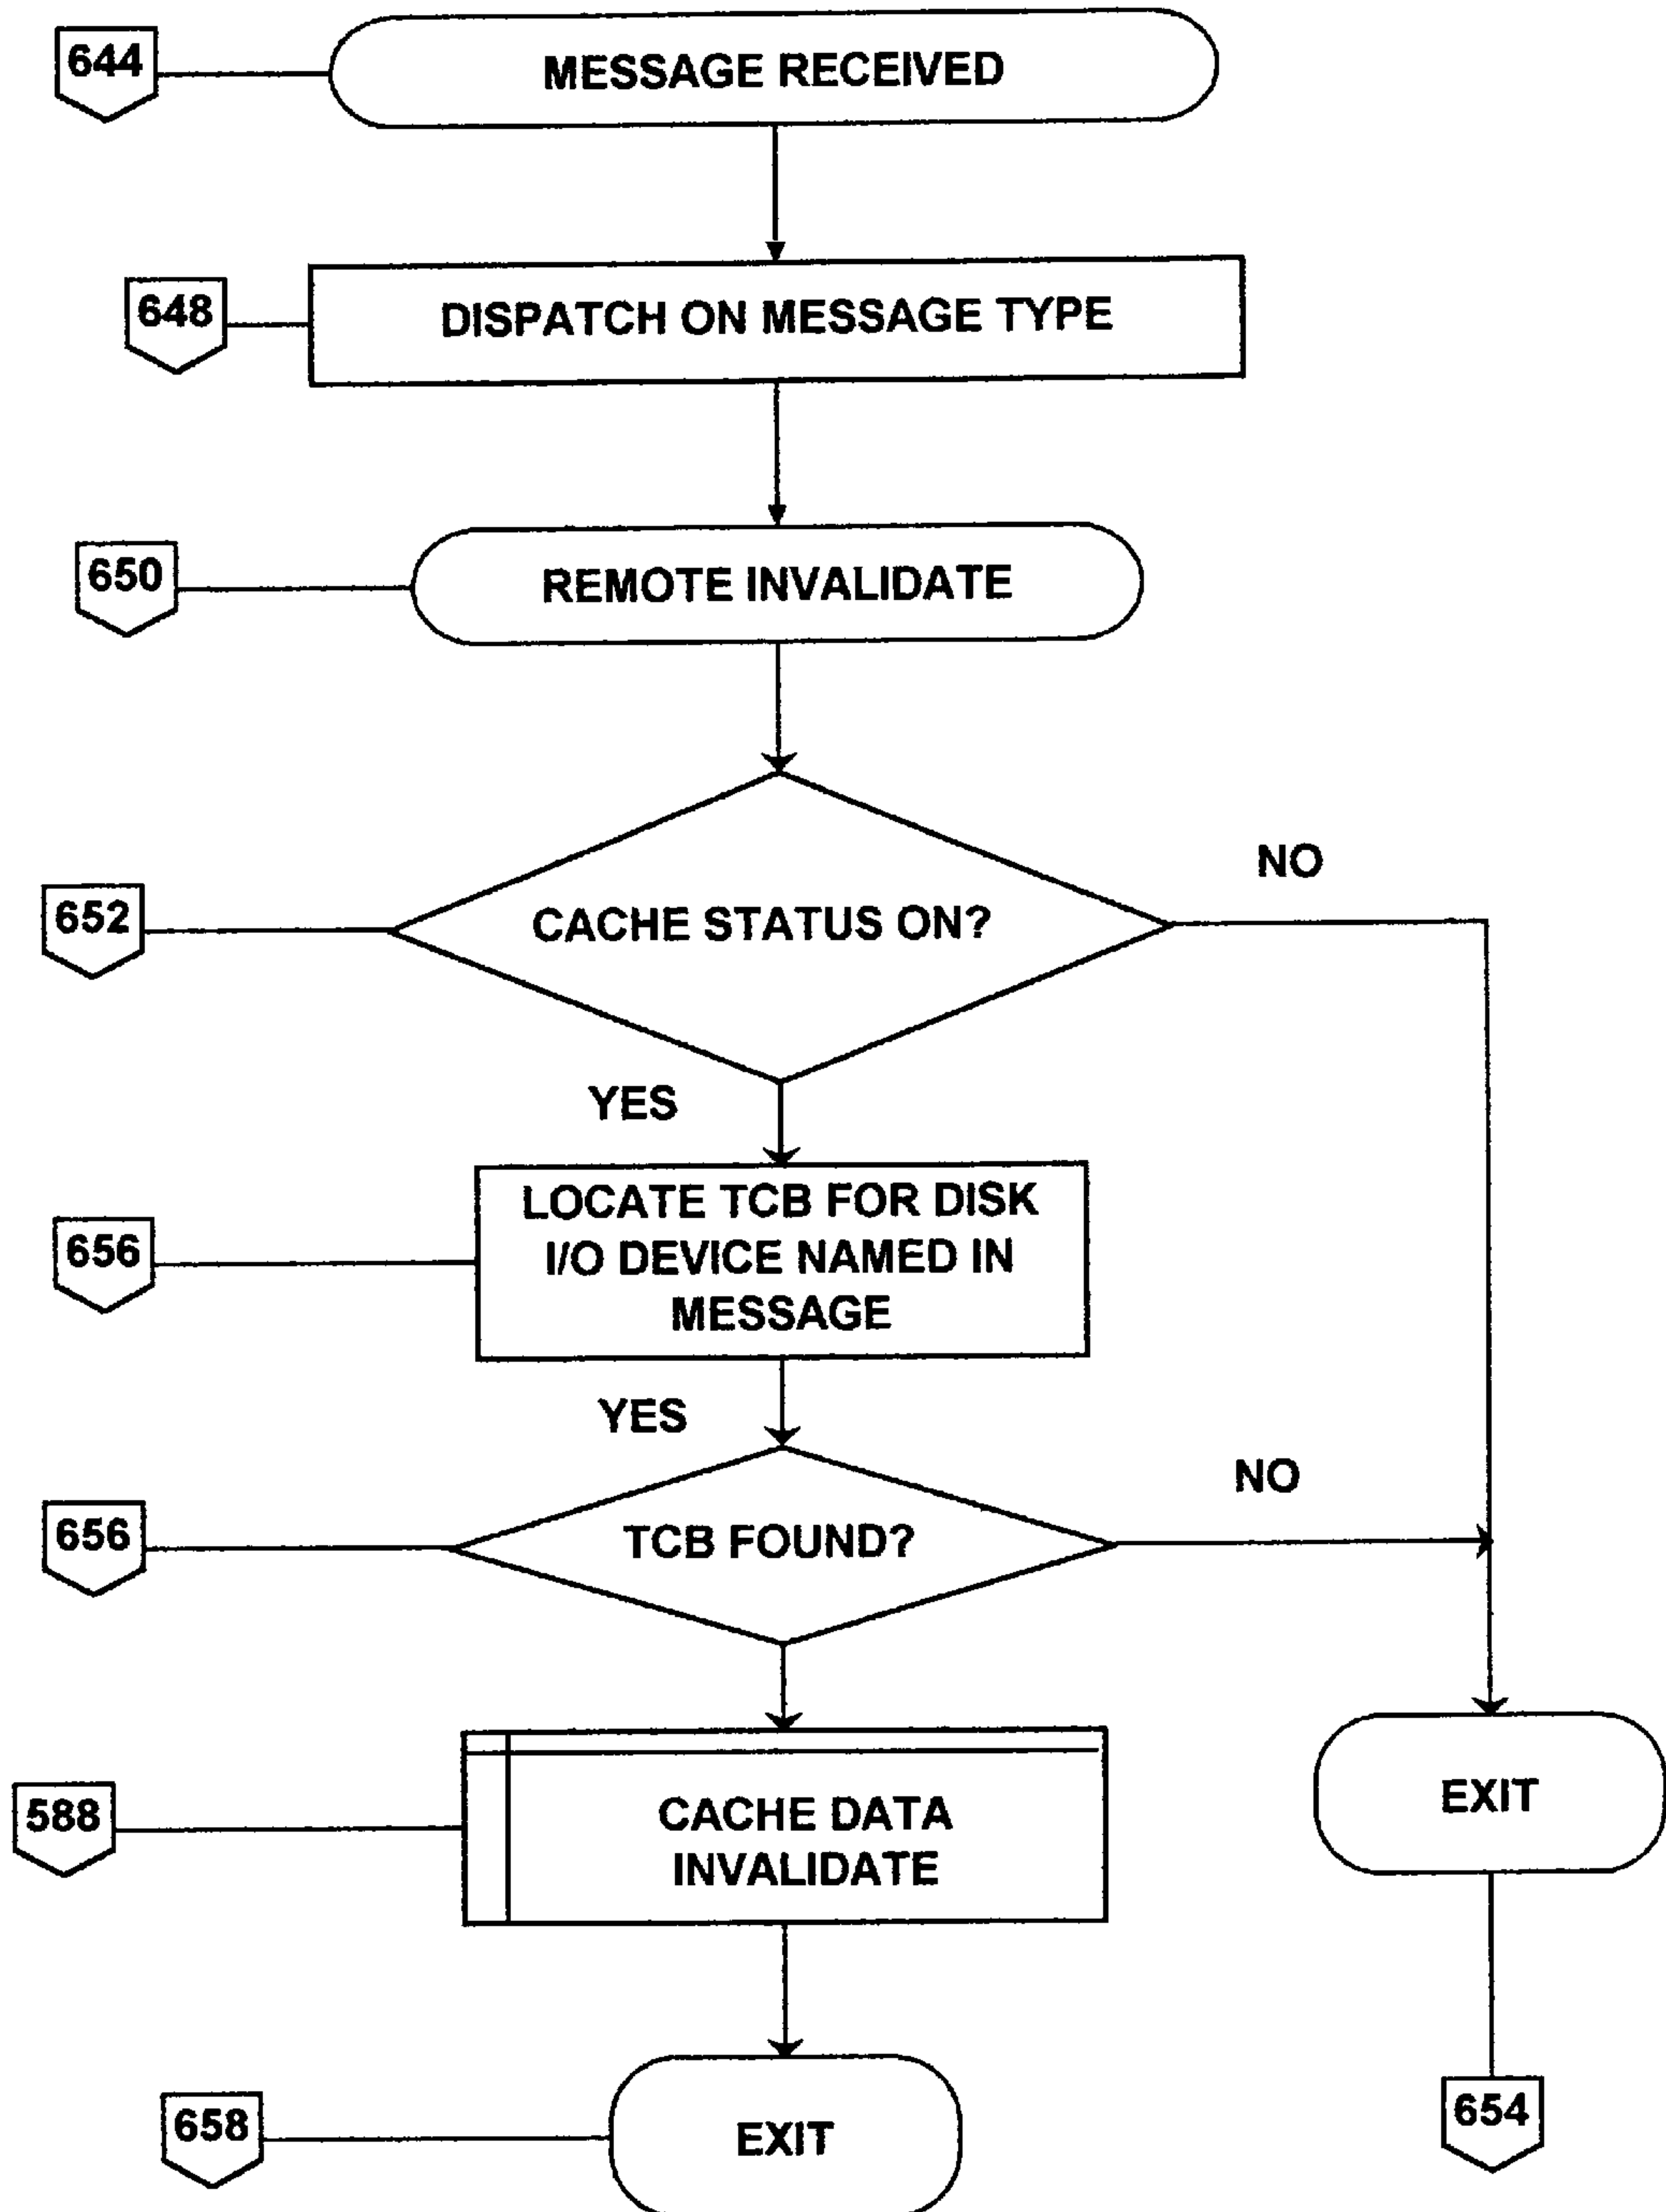 644
MESSAGE RECEIVED
648
DISPATCH ON MESSAGE TYPE
650
REMOTE INVALIDATE
NO
652
CACHE STATUS ON?
YES
656
LOCATE TCB FOR DISK
I/O DEVICE NAMED IN
MESSAGE
YES
NO
656
TCB FOUND?
588
CACHE DATA
INVALIDATE
EXIT
658
EXIT
654